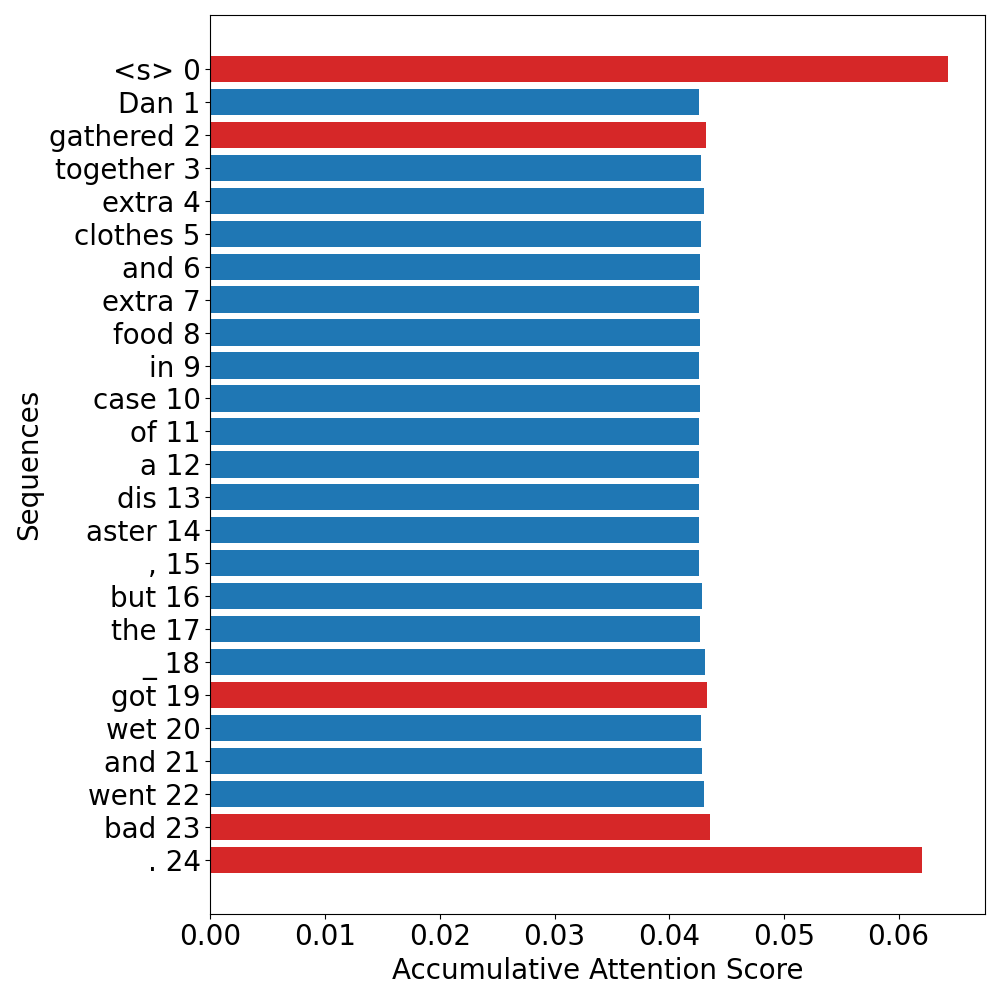 <s> 0
Dan 1
gathered 2
together 3
extra 4
clothes 5
and 6
extra 7
food 8
in 9
case 10
of 11
a 12
dis 13
aster 14
, 15
but 16
the 17
_ 18
got 19
wet 20
and 21
went 22
bad 23
. 24
Sequences
0.00 0.01 0.02 0.03 0.04 0.05 0.06
Accumulative Attention Score